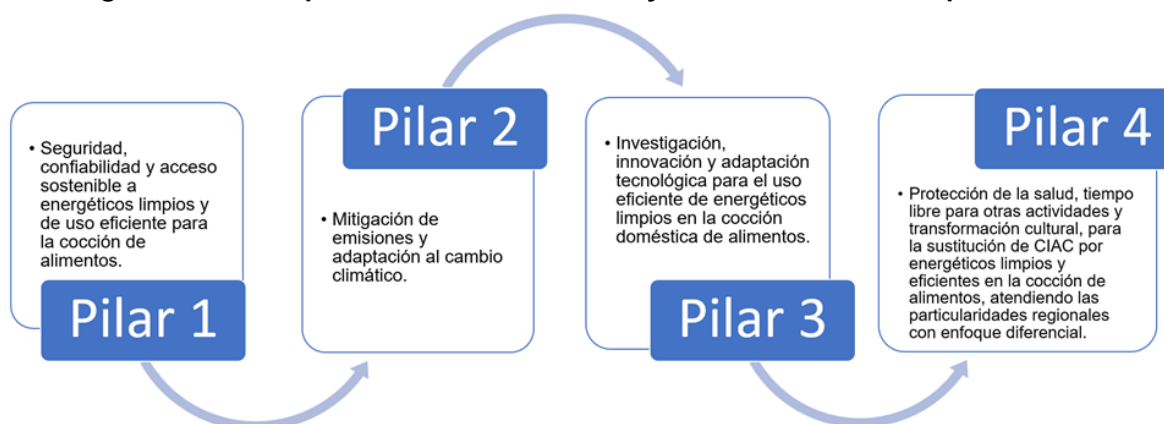 • Seguridad,
confiabilidad y acceso
sostenible a
energéticos limpios y
de uso eficiente para
la cocción de
alimentos.
Pilar 1
Pilar 2
• Mitigación de
emisiones y
adaptación al cambio
climático.
• Investigación,
innovación y adaptación
tecnológica para el uso
eficiente de energéticos
limpios en la cocción
doméstica de alimentos.
Pilar 3
Pilar 4
• Protección de la salud, tiempo
libre para otras actividades y
transformación cultural, para
la sustitución de CIAC por
energéticos limpios y
eficientes en la cocción de
alimentos, atendiendo las
particularidades regionales
con enfoque diferencial.